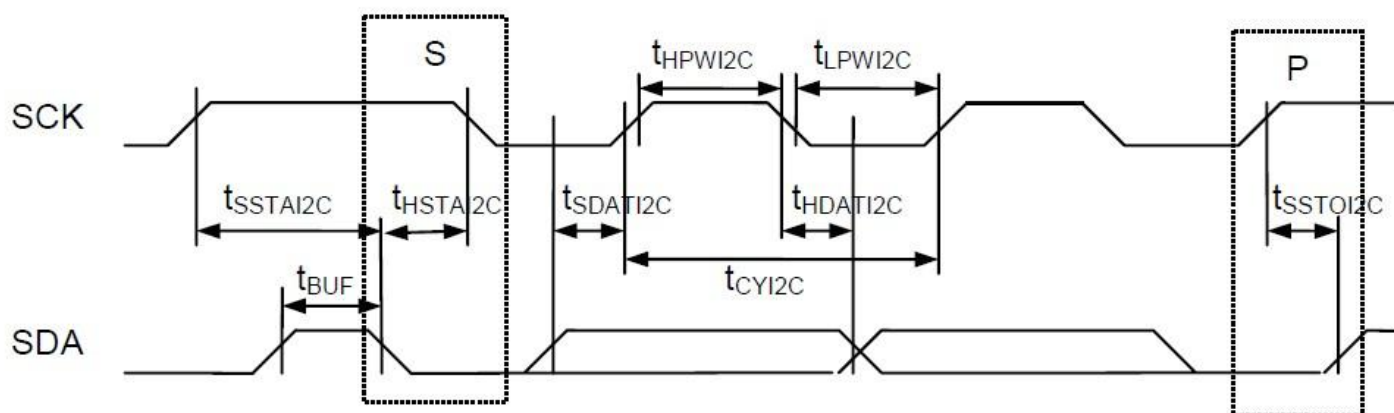 S
P
tHPWI2C
tLPWI2C
SCK
tSSTAI2C
tHSTAI2C
tSDATI2C
tHDATI2C
tSSTOI2C
tBUF
tCYI2C
SDA